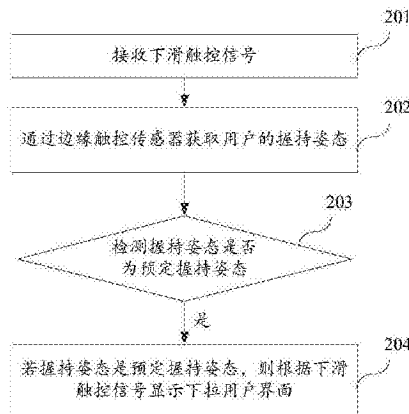 201
接收下滑触控信号
202
通过边缘触控传感器获取用户的握持姿态
203
检测握持姿态是否
为预定握持姿态
是
204
若握持姿态是预定握持姿态，则根据下滑
触控信号显示下拉用户界面